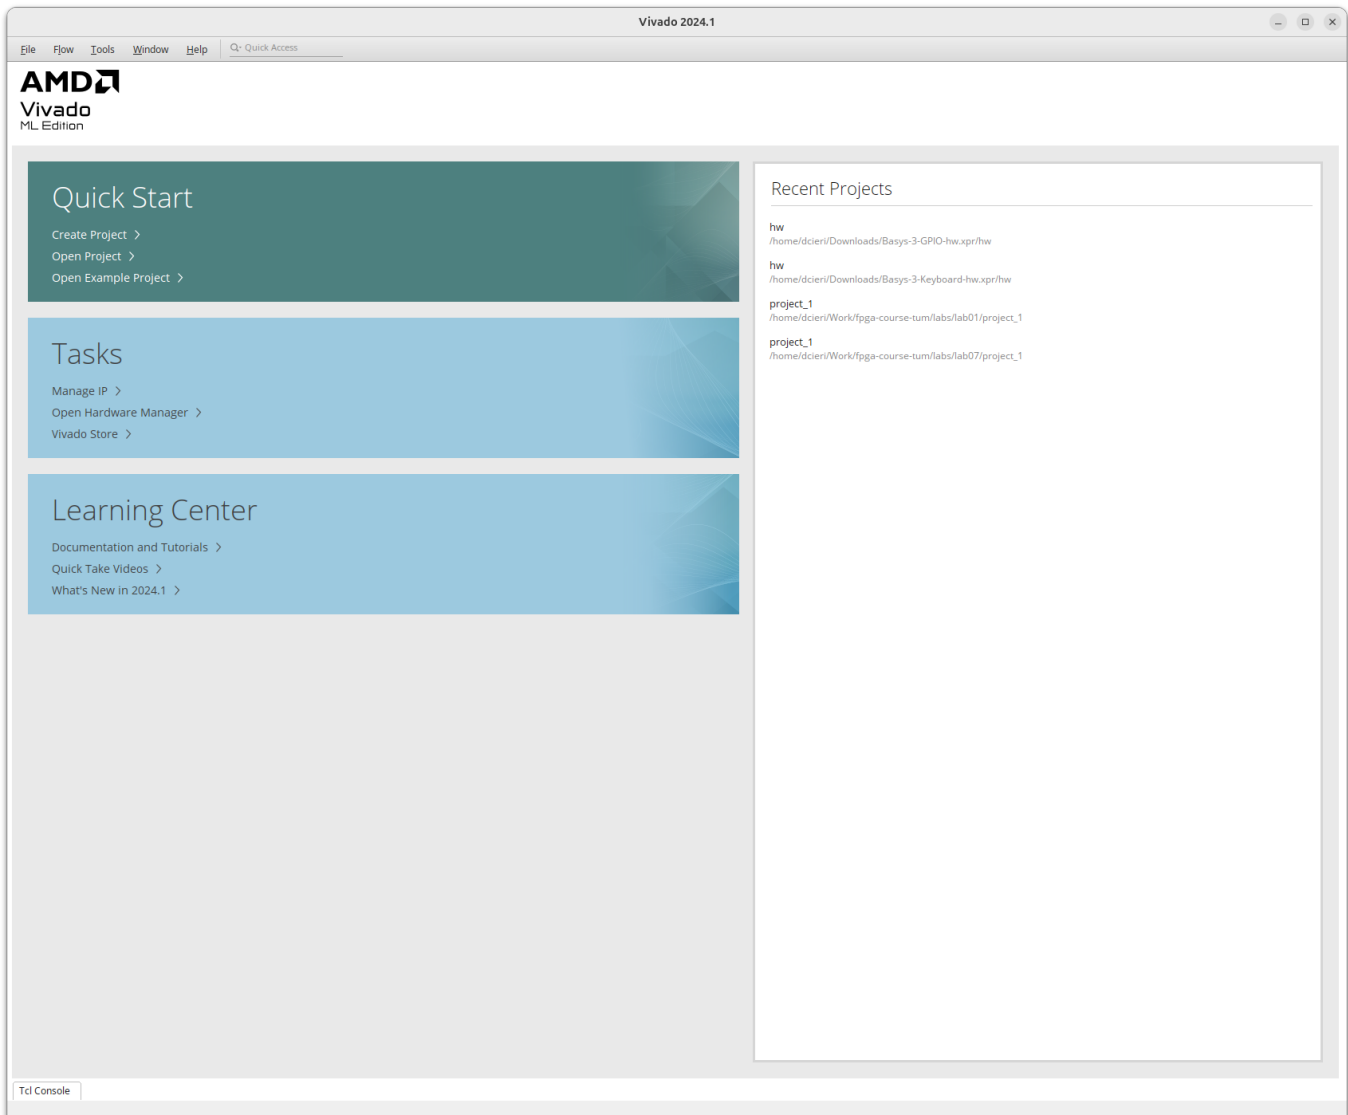 Vivado 2024.1
File Flow Tools Window Help Quick Access
AMD
Vivado
ML Edition
Quick Start
Create Project
Open Project
Open Example Project
Tasks
Manage IP
Open Hardware Manager
Vivado Store
Learning Center
Documentation and Tutorials
Quick Take Videos
What's New in 2024.1
Recent Projects
hw
/home/dcieri/Downloads/Basys-3-GPIO-hw.xpr/hw
hw
/home/dcieri/Downloads/Basys-3-Keyboard-hw.xpr/hw
project_1
/home/dcieri/Work/fpga-course-tum/labs/lab01/project_1
project_1
/home/dcieri/Work/fpga-course-tum/labs/lab07/project_1
Tcl Console